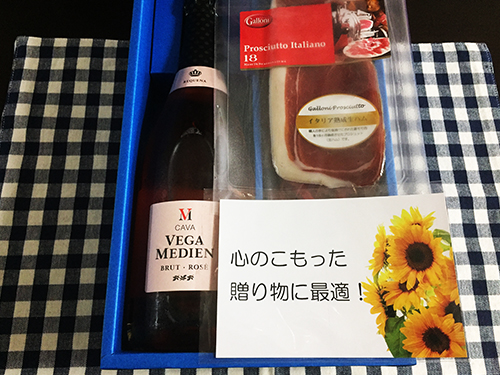 Galloni
Prosciutto Italiano
18
Galloni Prosciutto
イタリア熟成生ハム
REQUENA
M
CAVA
VEGA
MEDIEN
BRUT · ROSÉ
心のこもった
贈り物に最適！